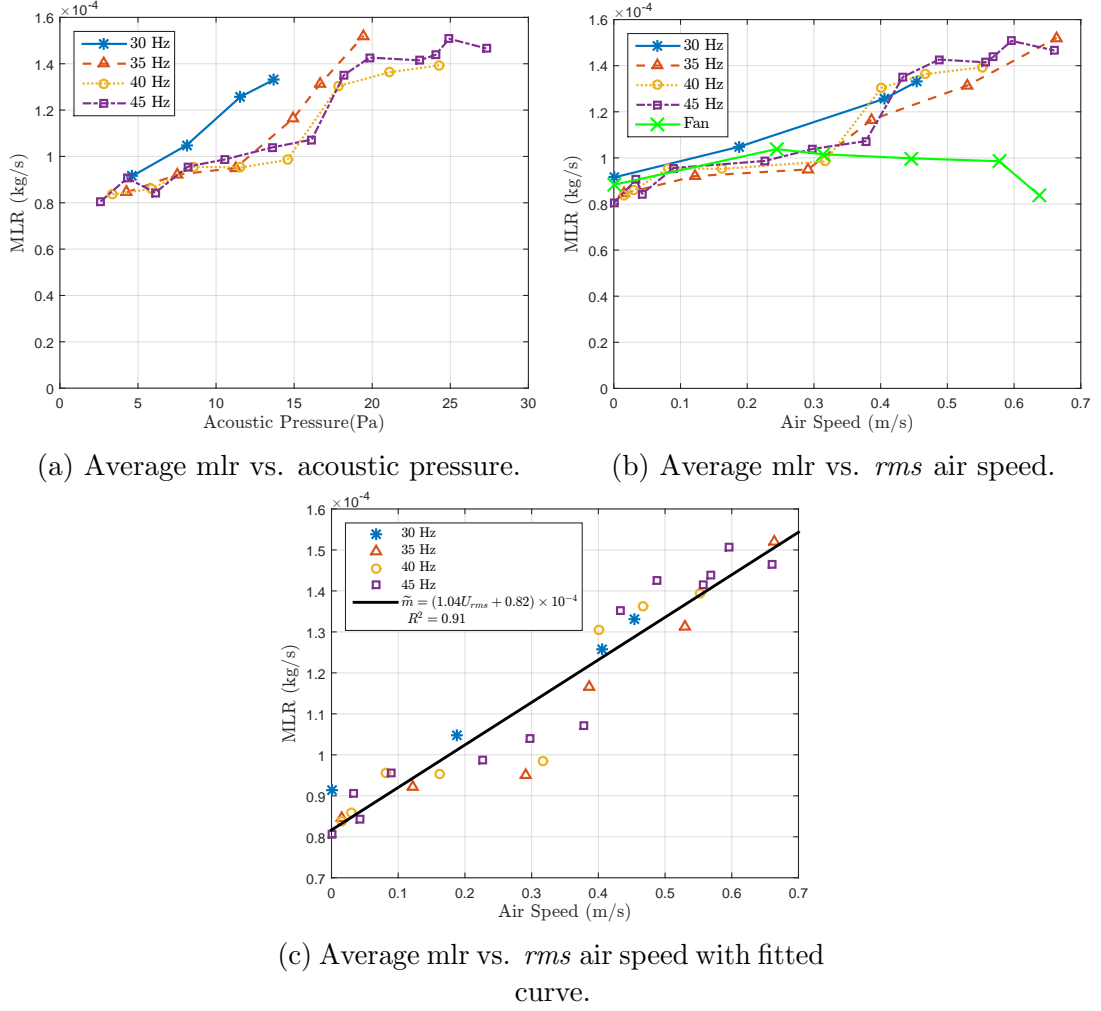 ×10⁻⁴
1.6
1.4
1.2
1
0.8
0.6
0.4
0.2
0
MLR (kg/s)
30 Hz
35 Hz
40 Hz
45 Hz
0 5 10 15 20 25 30
Acoustic Pressure(Pa)
(a) Average mlr vs. acoustic pressure.
×10⁻⁴
1.6
1.4
1.2
1
0.8
0.6
0.4
0.2
0
MLR (kg/s)
30 Hz
35 Hz
40 Hz
45 Hz
Fan
0 0.1 0.2 0.3 0.4 0.5 0.6 0.7
Air Speed (m/s)
(b) Average mlr vs. rms air speed.
×10⁻⁴
1.6
1.5
1.4
1.3
1.2
1.1
1
0.9
0.8
0.7
MLR (kg/s)
30 Hz
35 Hz
40 Hz
45 Hz
m̃ = (1.04U_rms + 0.82) × 10⁻⁴
R² = 0.91
0 0.1 0.2 0.3 0.4 0.5 0.6 0.7
Air Speed (m/s)
(c) Average mlr vs. rms air speed with fitted
curve.